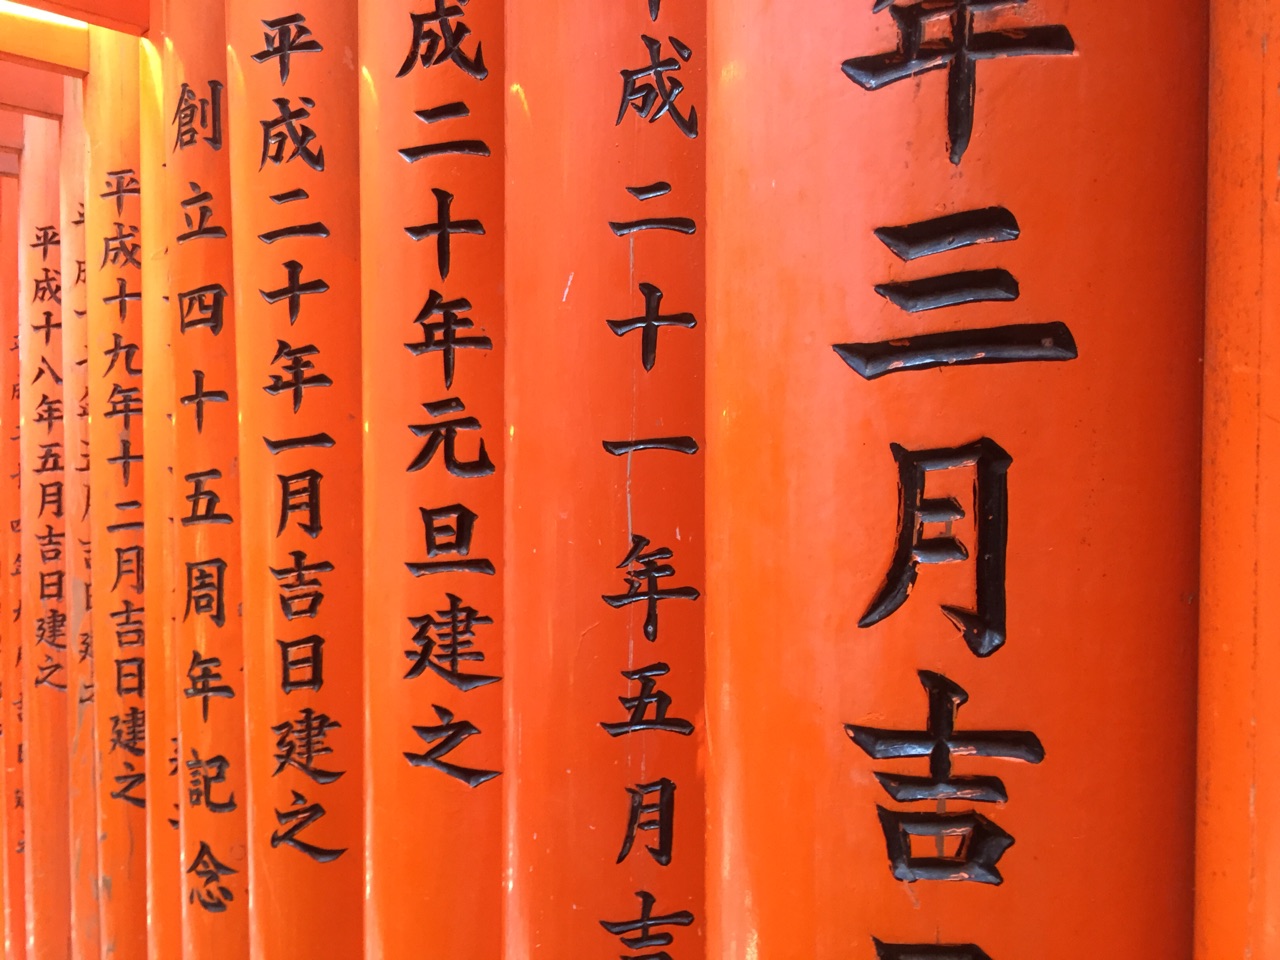 年三月吉日
成二十一年五月吉
成二十年元旦建之
平成二十年一月吉日建之
創立四十五周年記念
平成十九年十二月吉日建之
平成十八年五月吉日建之